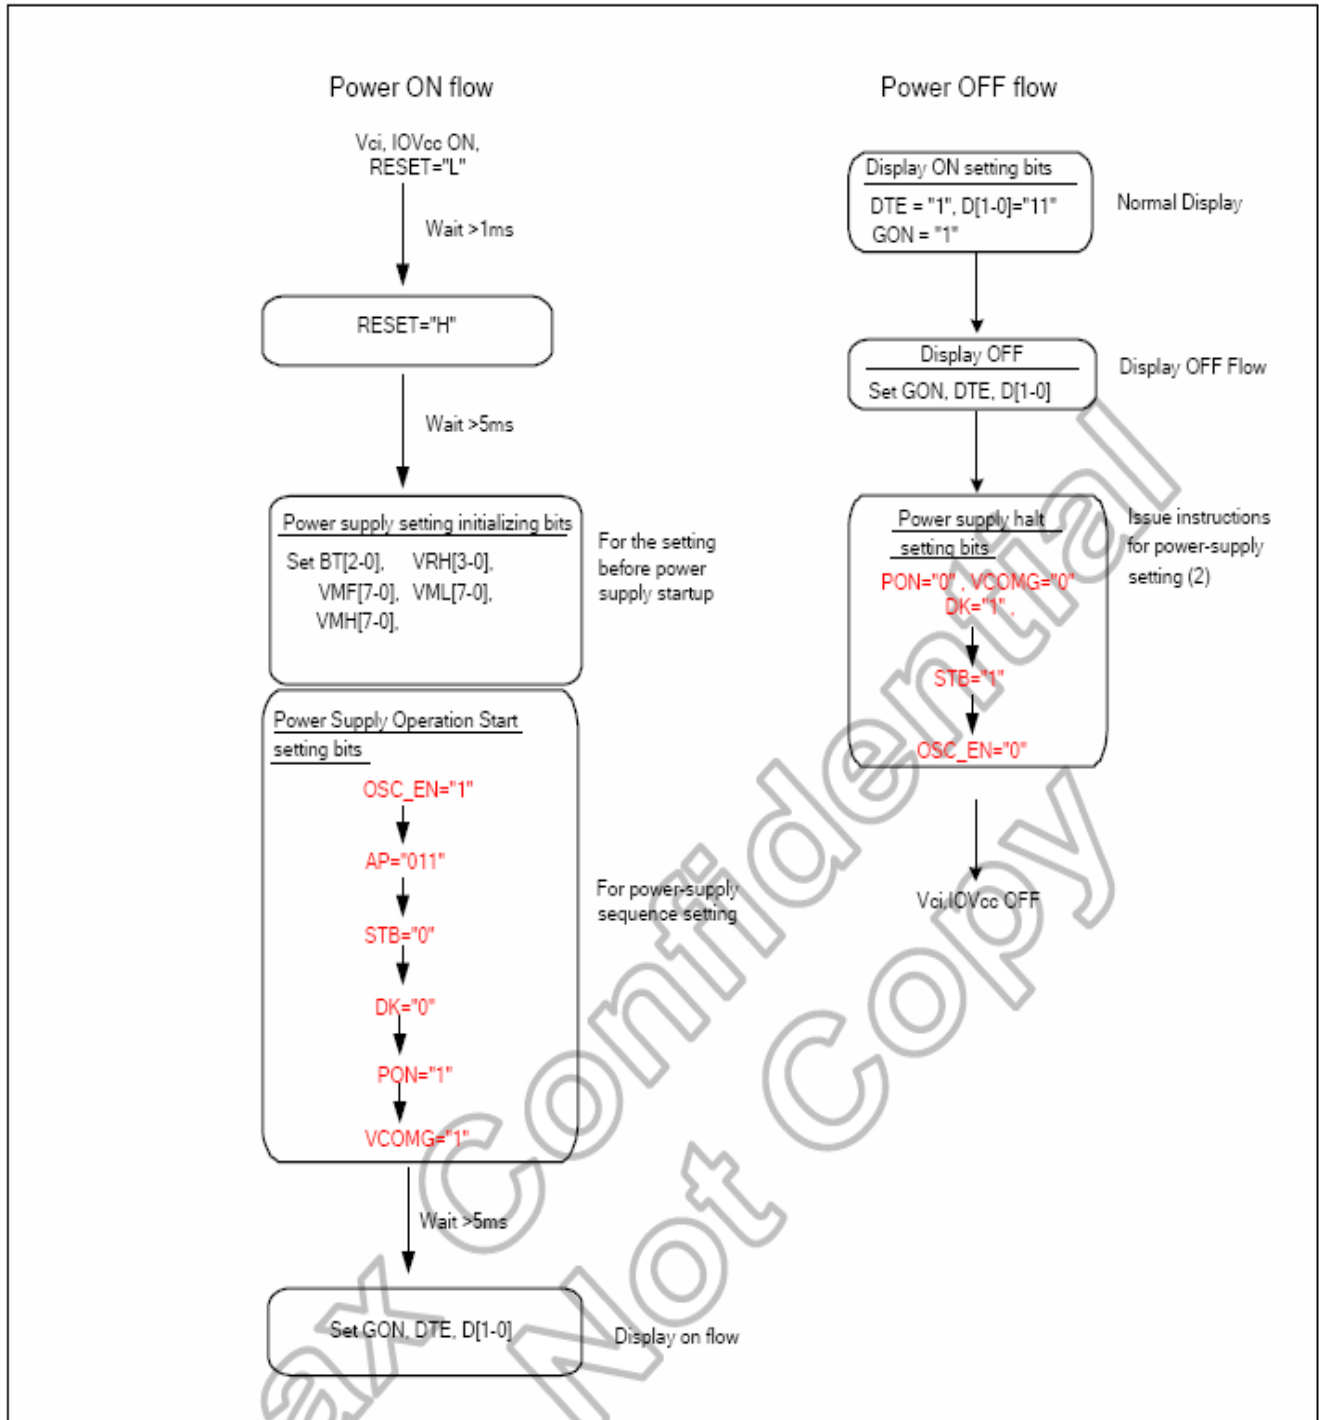 Power ON flow
Vci, IOVcc ON,
RESET="L"
Wait >1ms
RESET="H"
Wait >5ms
Power supply setting initializing bits
Set BT[2-0], VRH[3-0],
VMF[7-0], VML[7-0],
VMH[7-0],
For the setting
before power
supply startup
Power Supply Operation Start
setting bits
OSC_EN="1"
AP="011"
STB="0"
DK="0"
PON="1"
VCOMG="1"
For power-supply
sequence setting
Wait >5ms
Set GON, DTE, D[1-0]
Display on flow
Power OFF flow
Display ON setting bits
DTE = "1", D[1-0]="11"
GON = "1"
Normal Display
Display OFF
Set GON, DTE, D[1-0]
Display OFF Flow
Power supply halt
setting bits
PON="0" , VCOMG="0"
DK="1" ,
STB="1"
OSC_EN="0"
Issue instructions
for power-supply
setting (2)
Vci,IOVcc OFF
ax Confidential
Not Copy